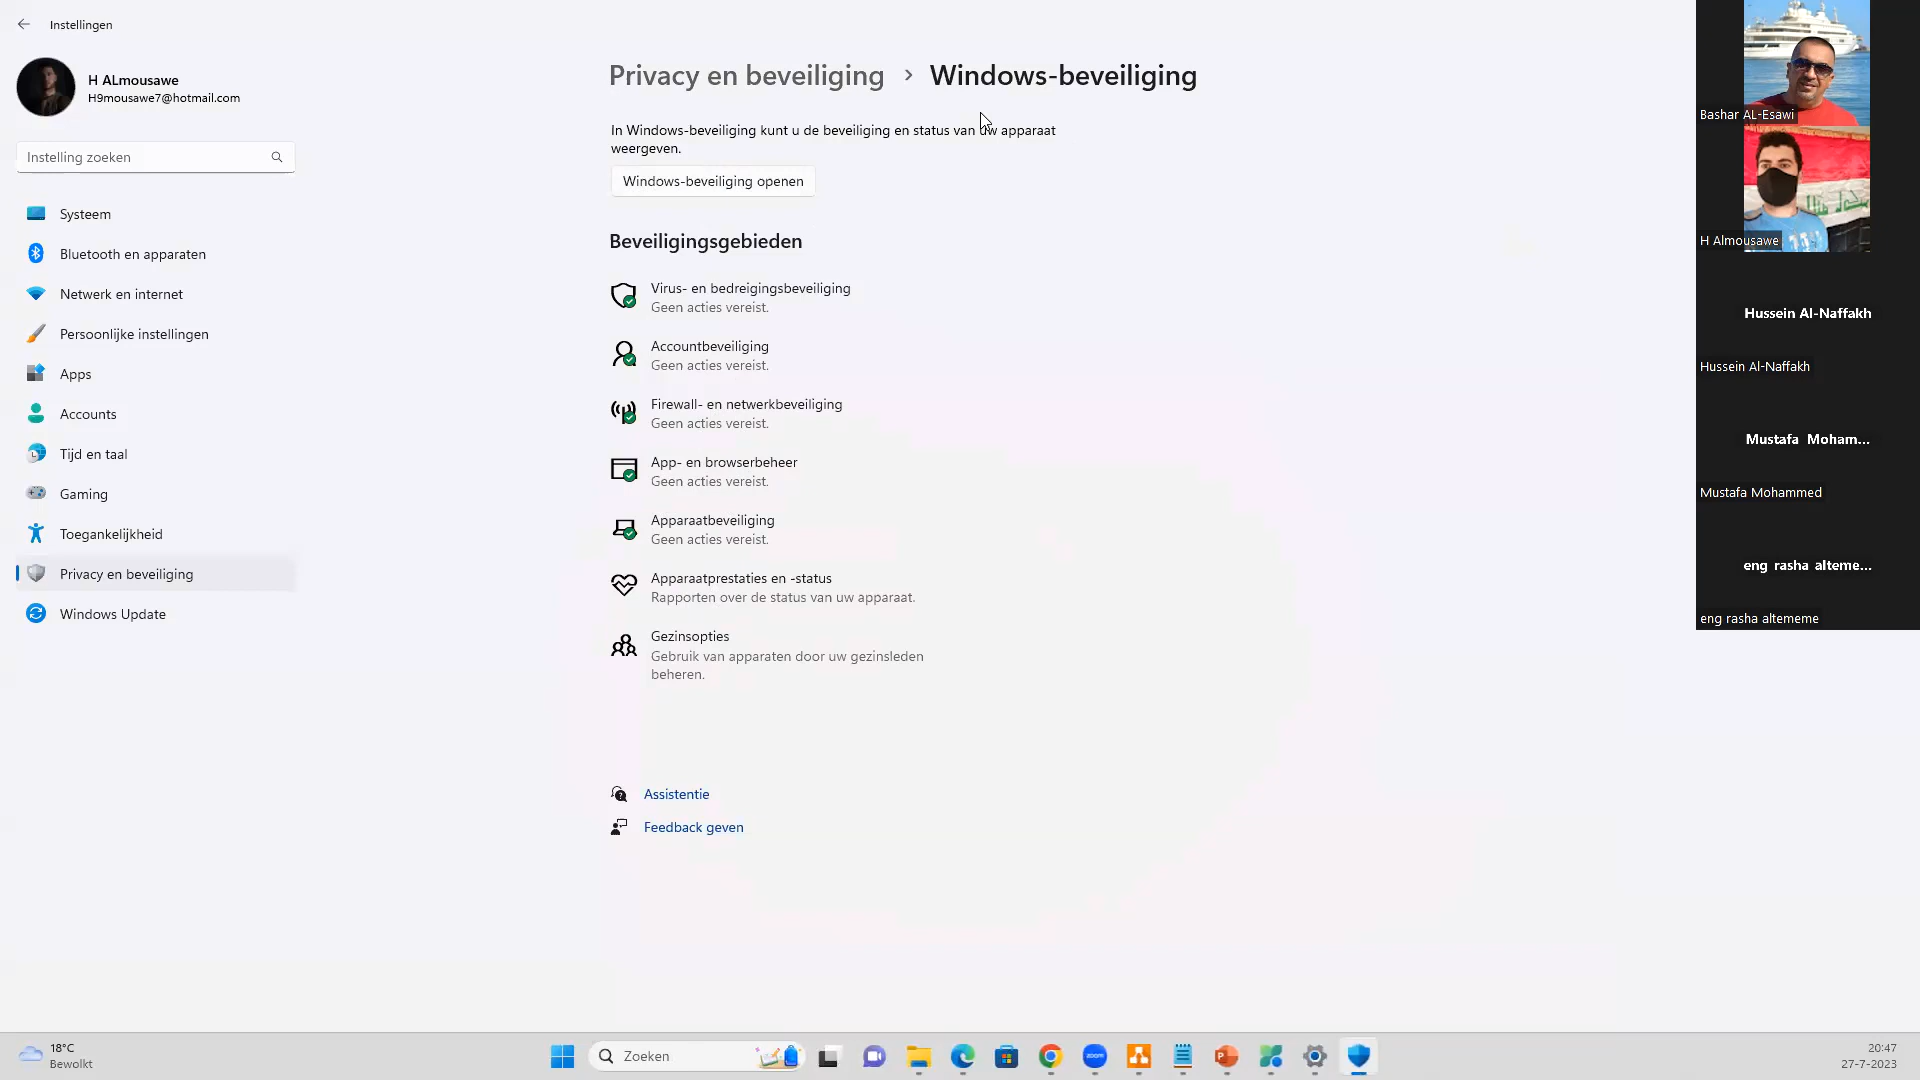 Instellingen
H ALmousawe
H9mousawe7@hotmail.com
Instelling zoeken
Systeem
Bluetooth en apparaten
Netwerk en internet
Persoonlijke instellingen
Apps
Accounts
Tijd en taal
Gaming
Toegankelijkheid
Privacy en beveiliging
Windows Update
Privacy en beveiliging › Windows-beveiliging
In Windows-beveiliging kunt u de beveiliging en status van uw apparaat
weergeven.
Windows-beveiliging openen
Beveiligingsgebieden
Virus- en bedreigingsbeveiliging
Geen acties vereist.
Accountbeveiliging
Geen acties vereist.
Firewall- en netwerkbeveiliging
Geen acties vereist.
App- en browserbeheer
Geen acties vereist.
Apparaatbeveiliging
Geen acties vereist.
Apparaatprestaties en -status
Rapporten over de status van uw apparaat.
Gezinsopties
Gebruik van apparaten door uw gezinsleden
beheren.
Assistentie
Feedback geven
Bashar AL-Esawi
H Almousawe
Hussein Al-Naffakh
Hussein Al-Naffakh
Mustafa Moham...
Mustafa Mohammed
eng rasha alteme...
eng rasha altememe
18°C
Bewolkt
Zoeken
zoom
20:47
27-7-2023